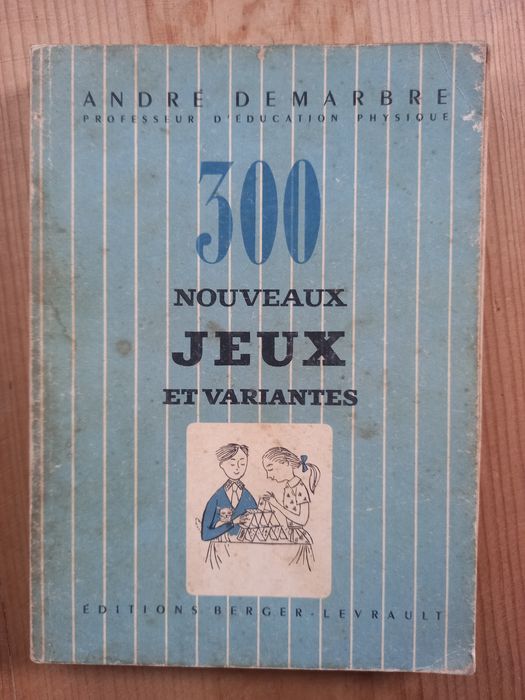 ANDRÉ DEMARBRE
PROFESSEUR D'ÉDUCATION PHYSIQUE
300
NOUVEAUX
JEUX
ET VARIANTES
ÉDITIONS BERGER-LEVRAULT